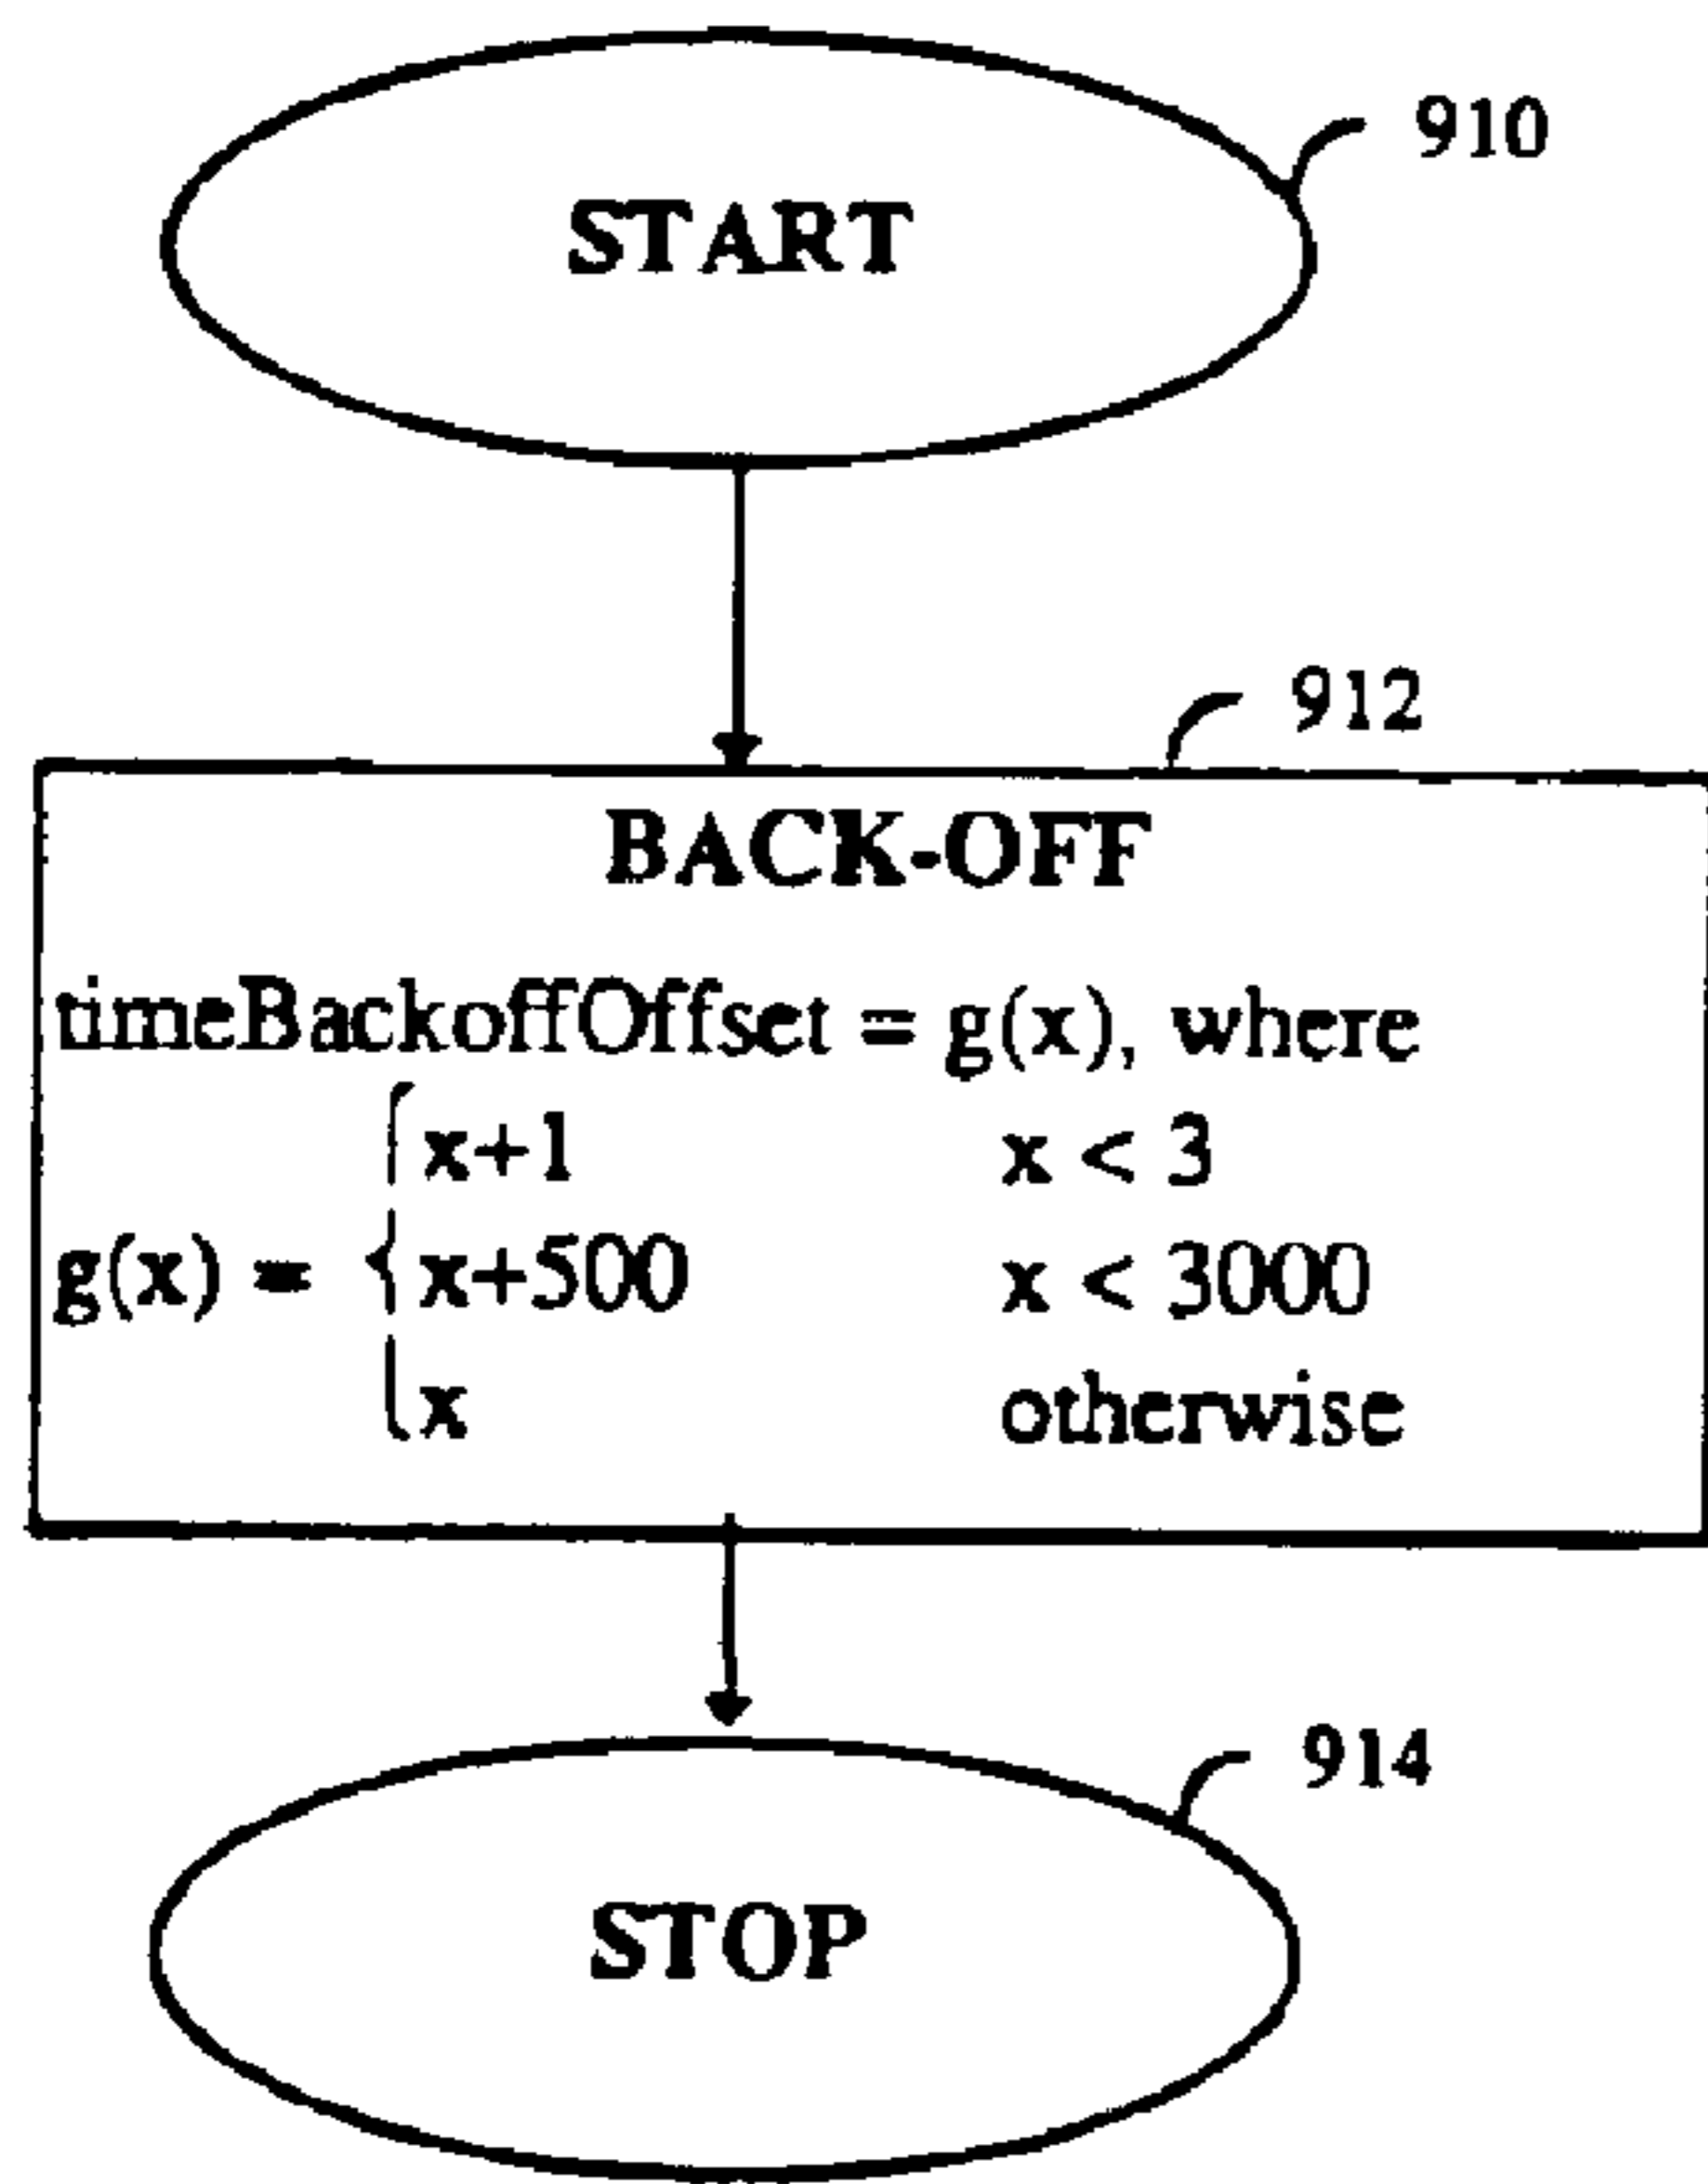 910
START
912
BACK-OFF
timeBackoffOffset = g(x), where
x+1 x < 3
g(x) = { x+500 x < 3000
x otherwise
914
STOP